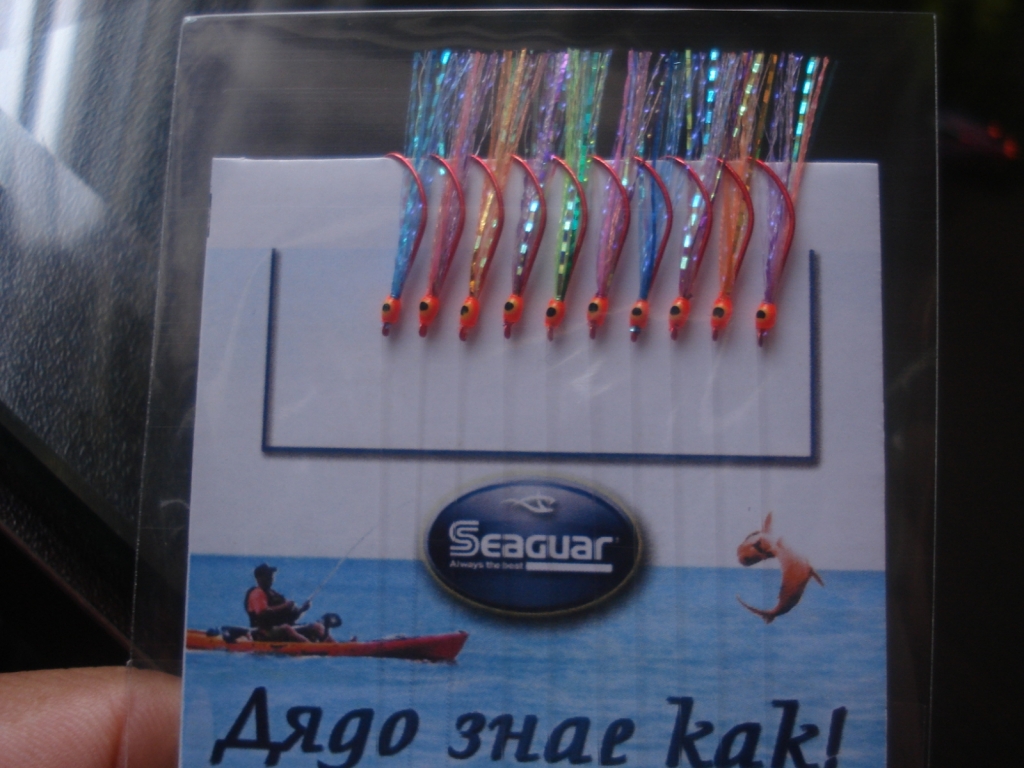 Seaguar
Always the best
Дядо знае как!